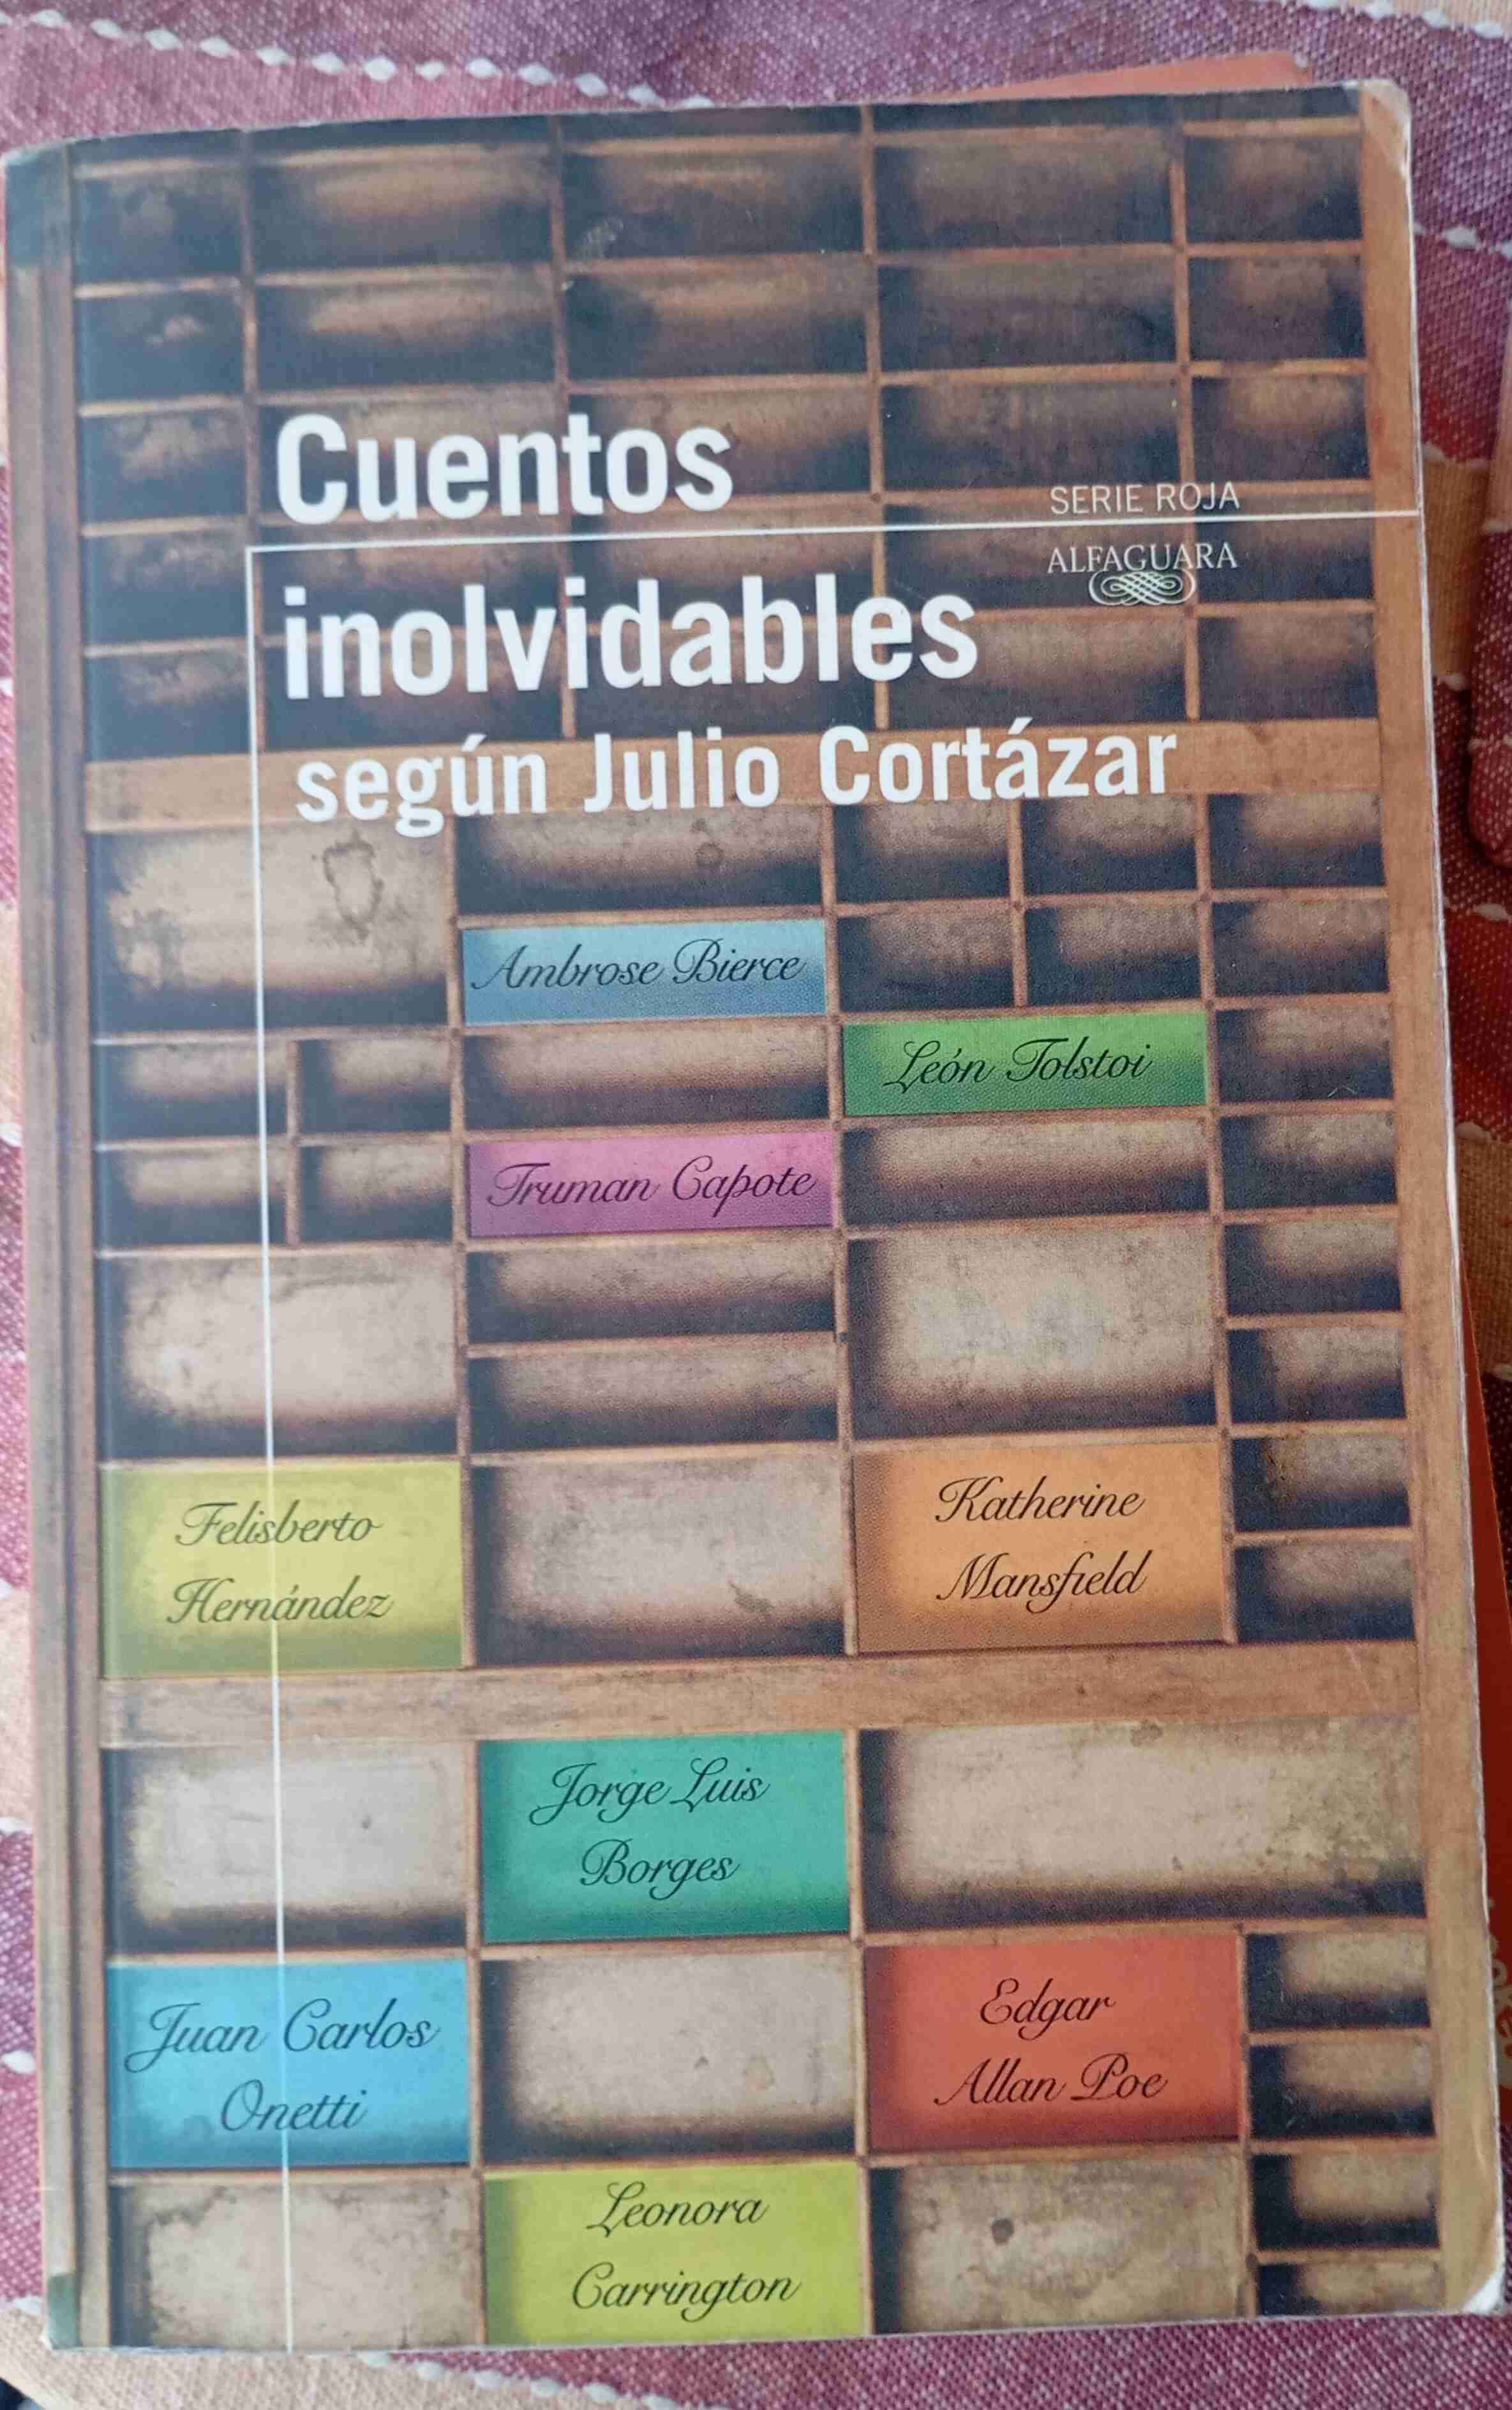 Cuentos
SERIE ROJA
ALFAGUARA
inolvidables
según Julio Cortázar
Ambrose Bierce
León Tolstoi
Truman Capote
Felisberto
Hernández
Katherine
Mansfield
Jorge Luis
Borges
Juan Carlos
Onetti
Edgar
Allan Poe
Leonora
Carrington